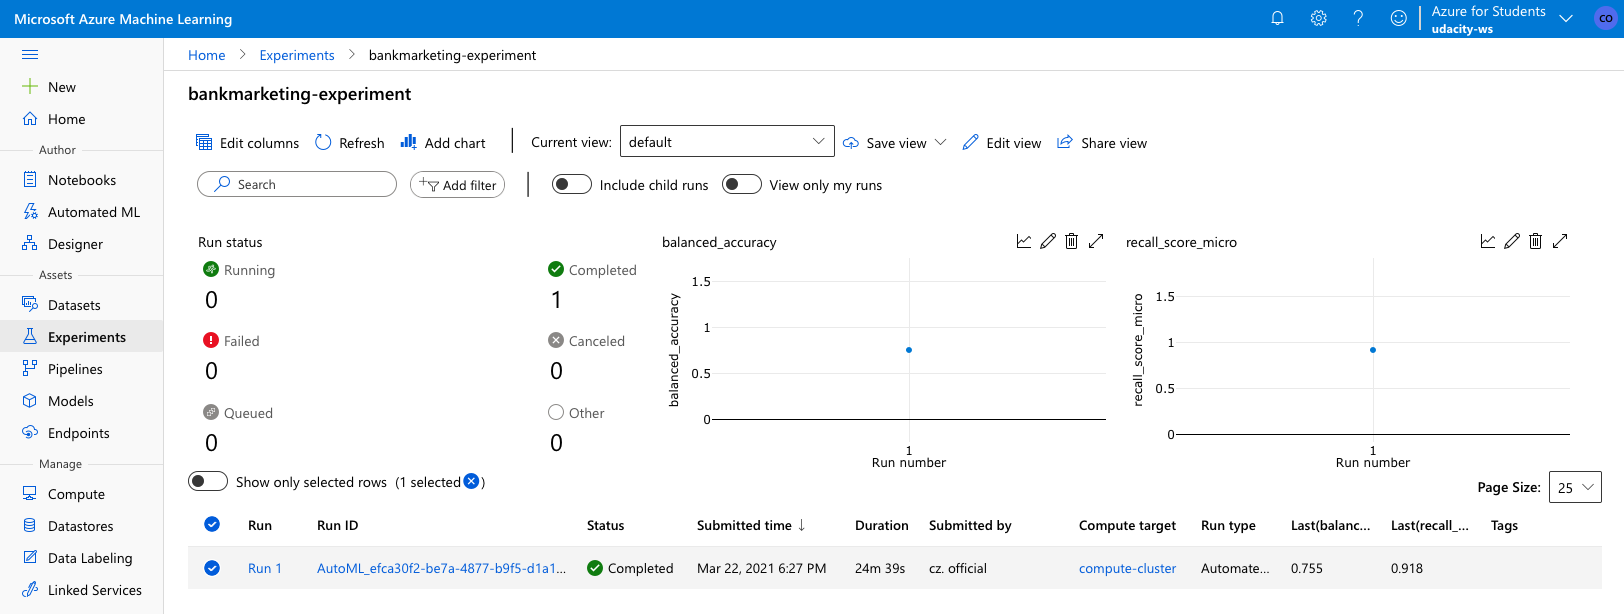 Microsoft Azure Machine Learning
Azure for Students
udacity-ws
CO
New
Home
Author
Notebooks
Automated ML
Designer
Assets
Datasets
Experiments
Pipelines
Models
Endpoints
Manage
Compute
Datastores
Data Labeling
Linked Services
Home > Experiments > bankmarketing-experiment
bankmarketing-experiment
Edit columns Refresh Add chart Current view: default Save view Edit view Share view
Search Add filter Include child runs View only my runs
Run status
Running Completed
0 1
Failed Canceled
0 0
Queued Other
0 0
balanced_accuracy
balanced_accuracy
1.5
1
0.5
0
1
Run number
recall_score_micro
recall_score_micro
1.5
1
0.5
0
1
Run number
Show only selected rows (1 selected)
Page Size: 25
Run Run ID Status Submitted time ↓ Duration Submitted by Compute target Run type Last(balanc... Last(recall_... Tags
Run 1 AutoML_efca30f2-be7a-4877-b9f5-d1a1... Completed Mar 22, 2021 6:27 PM 24m 39s cz. official compute-cluster Automate... 0.755 0.918